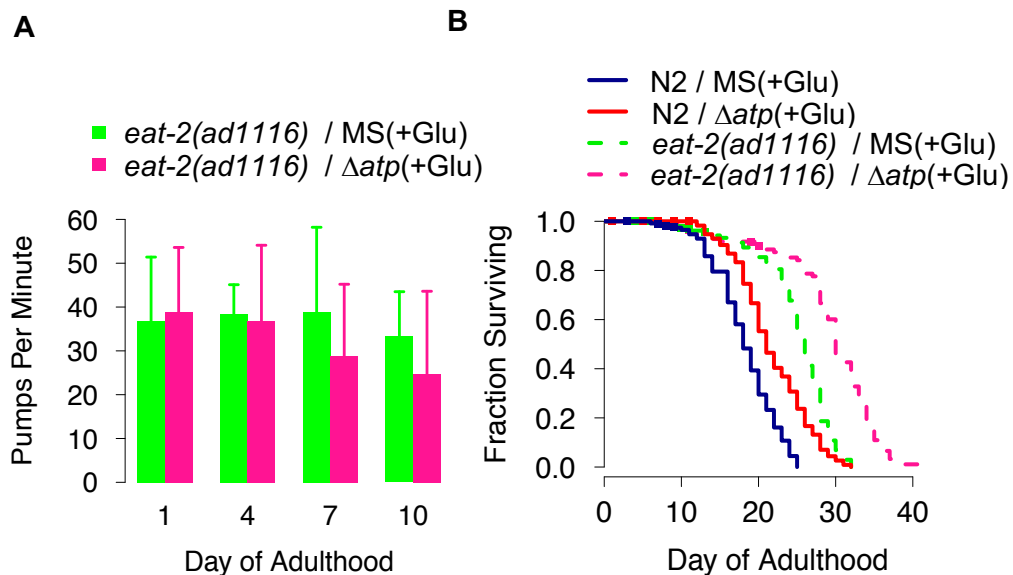 A
eat-2(ad1116) / MS(+Glu)
eat-2(ad1116) / Δatp(+Glu)
Pumps Per Minute
60
50
40
30
30
10
0
1 4 7 10
Day of Adulthood
B
N2 / MS(+Glu)
N2 / Δatp(+Glu)
eat-2(ad1116) / MS(+Glu)
eat-2(ad1116) / Δatp(+Glu)
Fraction Surviving
1.0
0.8
0.6
0.4
0.2
0.0
0 10 20 30 40
Day of Adulthood